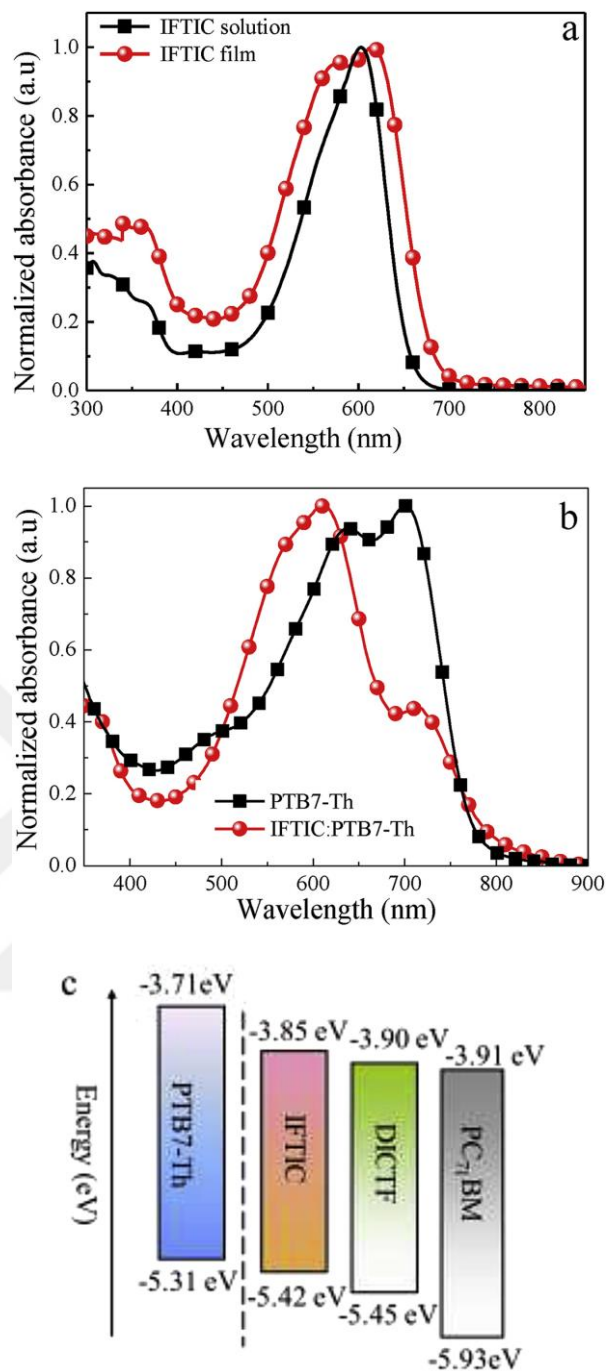 IFTIC solution
IFTIC film
a
Normalized absorbance (a.u)
1.0
0.8
0.6
0.4
0.2
0.0
300 400 500 600 700 800
Wavelength (nm)
b
Normalized absorbance (a.u)
1.0
0.8
0.6
0.4
0.2
0.0
PTB7-Th
IFTIC:PTB7-Th
400 500 600 700 800 900
Wavelength (nm)
c
Energy (eV)
-3.71eV
-3.85 eV
-3.90 eV
-3.91 eV
PTB7-Th
IFTIC
DICTF
PC71BM
-5.31 eV
-5.42 eV
-5.45 eV
-5.93eV